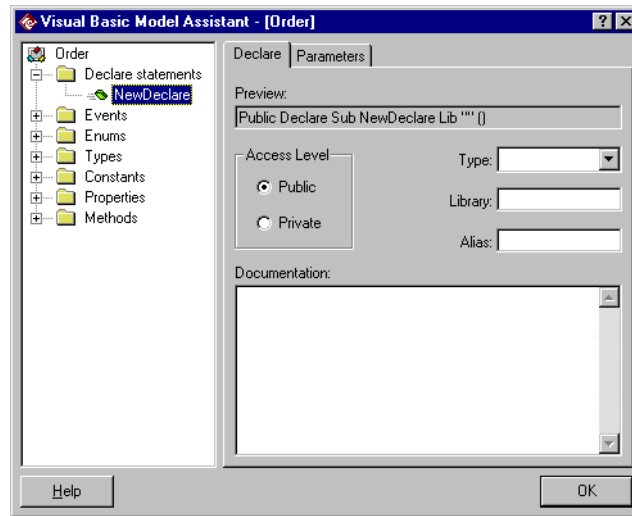 Visual Basic Model Assistant - [Order]
Order
Declare statements
NewDeclare
Events
Enums
Types
Constants
Properties
Methods
Declare
Parameters
Preview:
Public Declare Sub NewDeclare Lib "" ()
Access Level
Public
Private
Type:
Library:
Alias:
Documentation:
Help
OK